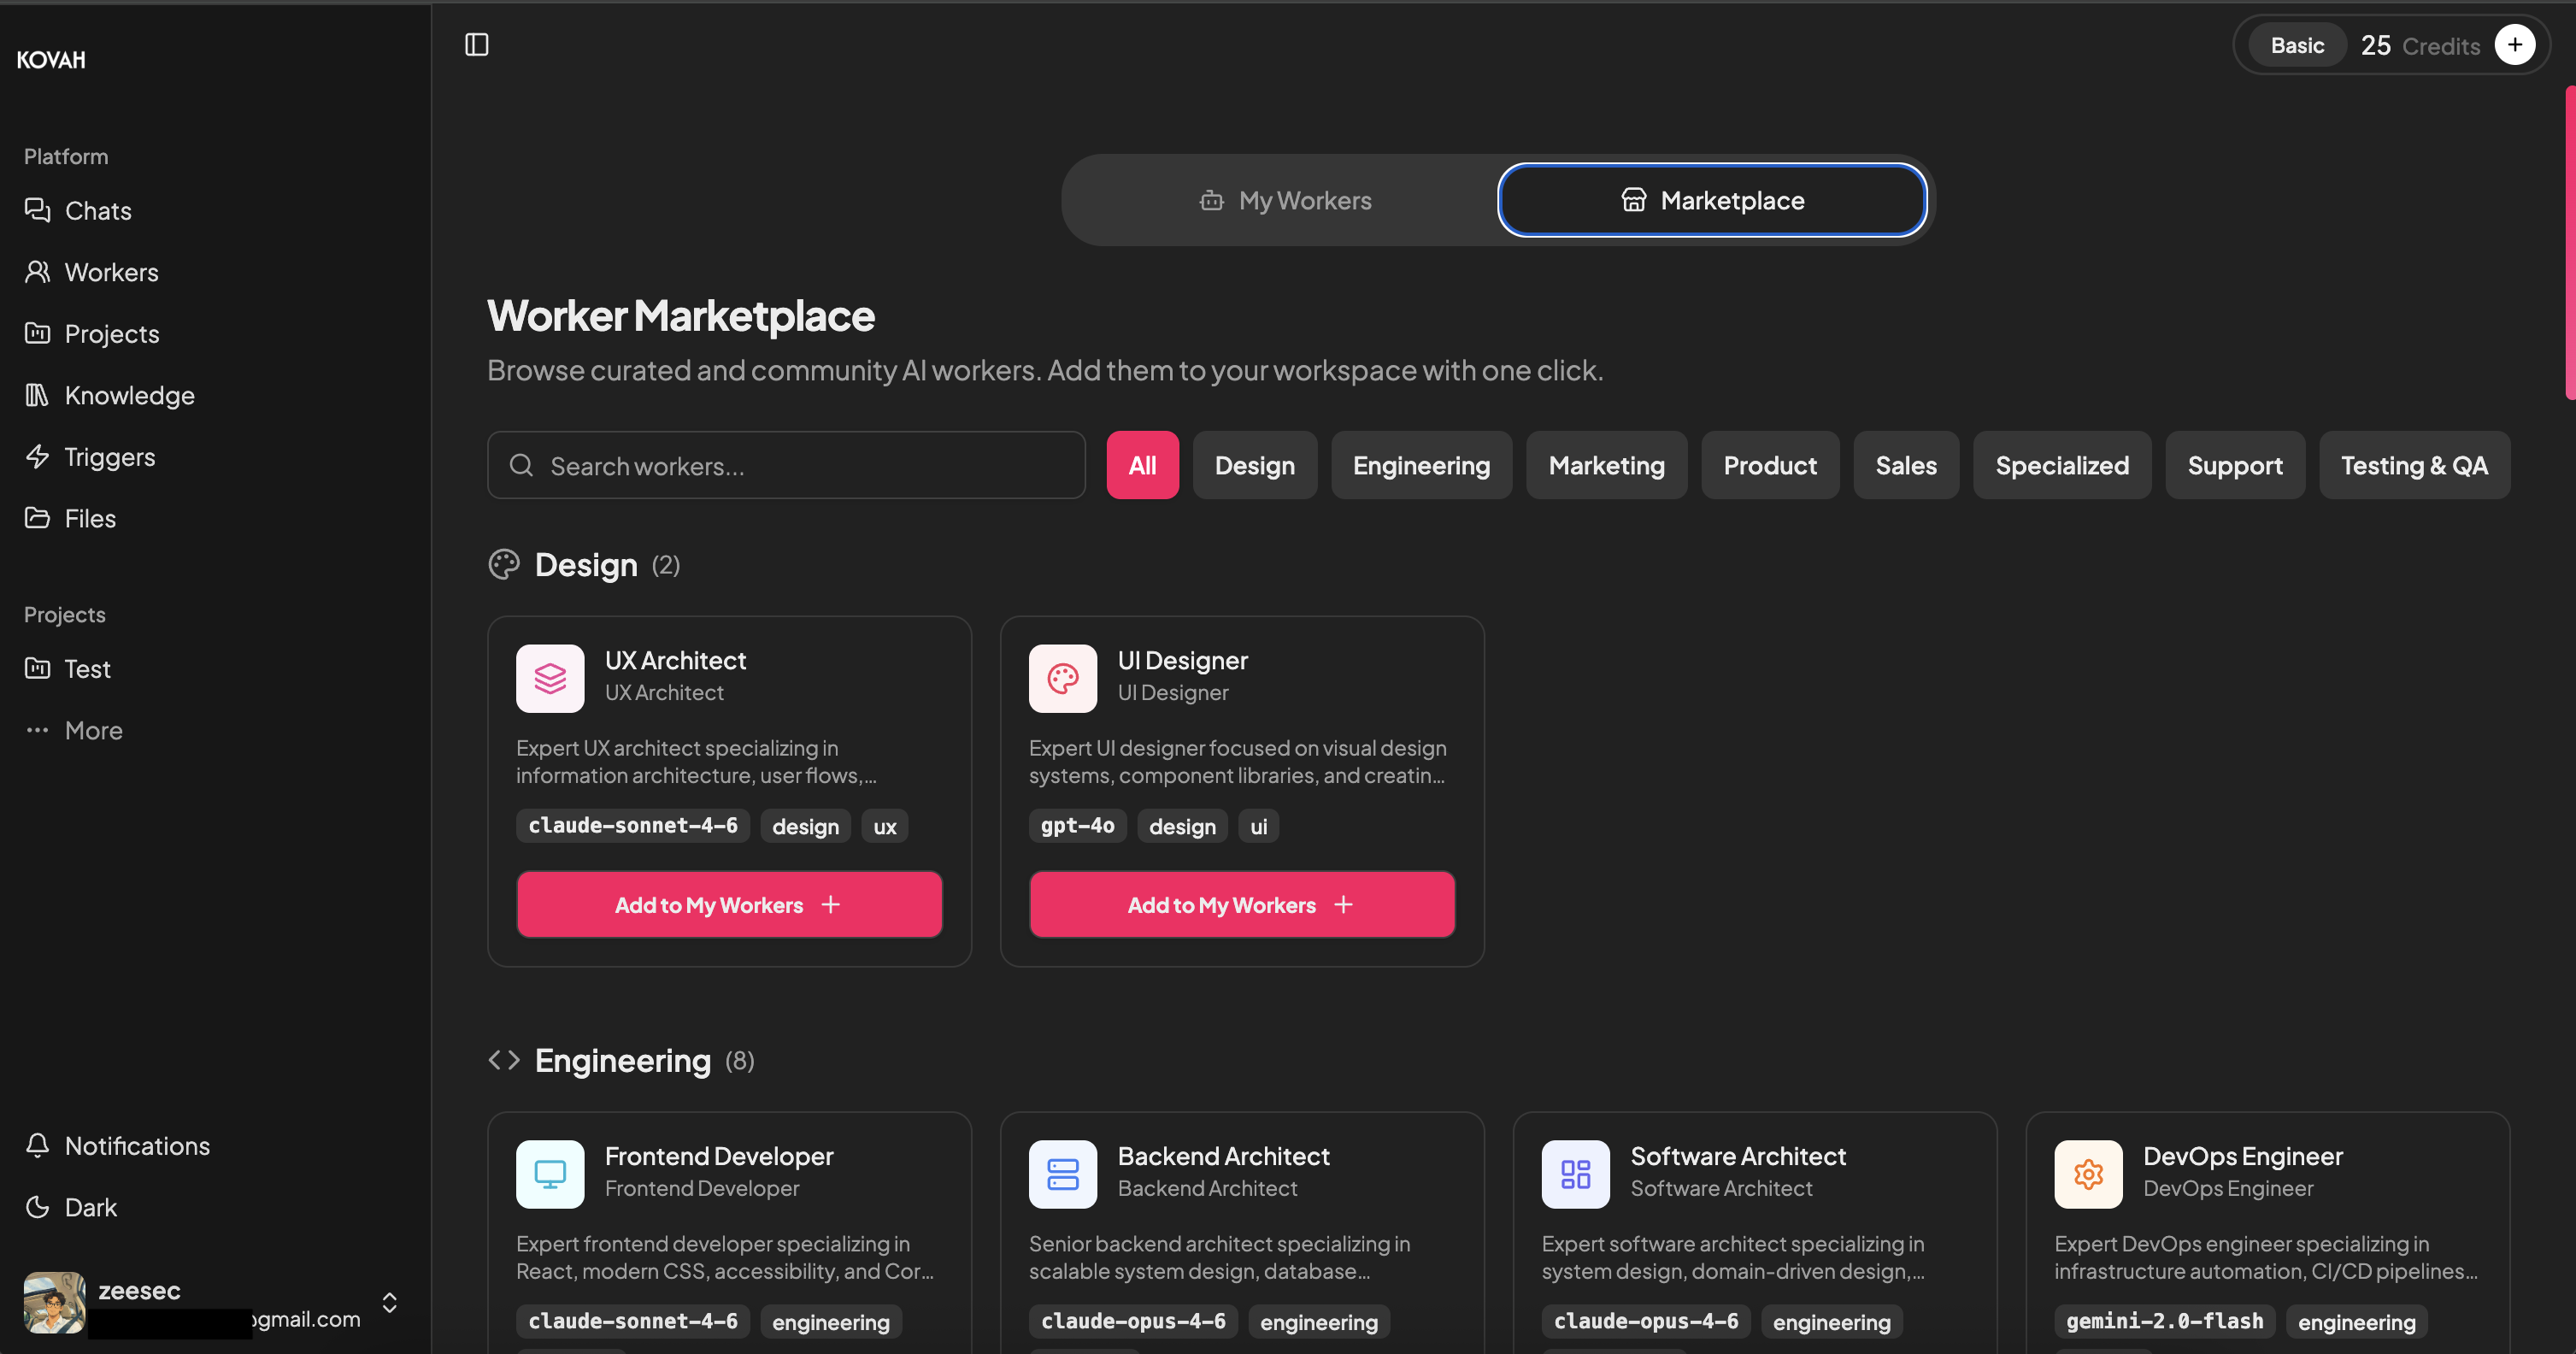 KOVAH
Basic 25 Credits
Platform
Chats
Workers
Projects
Knowledge
Triggers
Files
Projects
Test
More
Notifications
Dark
zeesec
gmail.com
My Workers
Marketplace
Worker Marketplace
Browse curated and community AI workers. Add them to your workspace with one click.
Search workers...
All
Design
Engineering
Marketing
Product
Sales
Specialized
Support
Testing & QA
Design (2)
UX Architect
UX Architect
Expert UX architect specializing in
information architecture, user flows,...
claude-sonnet-4-6 design ux
Add to My Workers +
UI Designer
UI Designer
Expert UI designer focused on visual design
systems, component libraries, and creatin...
gpt-4o design ui
Add to My Workers +
Engineering (8)
Frontend Developer
Frontend Developer
Expert frontend developer specializing in
React, modern CSS, accessibility, and Cor...
claude-sonnet-4-6 engineering
Backend Architect
Backend Architect
Senior backend architect specializing in
scalable system design, database...
claude-opus-4-6 engineering
Software Architect
Software Architect
Expert software architect specializing in
system design, domain-driven design,...
claude-opus-4-6 engineering
DevOps Engineer
DevOps Engineer
Expert DevOps engineer specializing in
infrastructure automation, CI/CD pipelines...
gemini-2.0-flash engineering